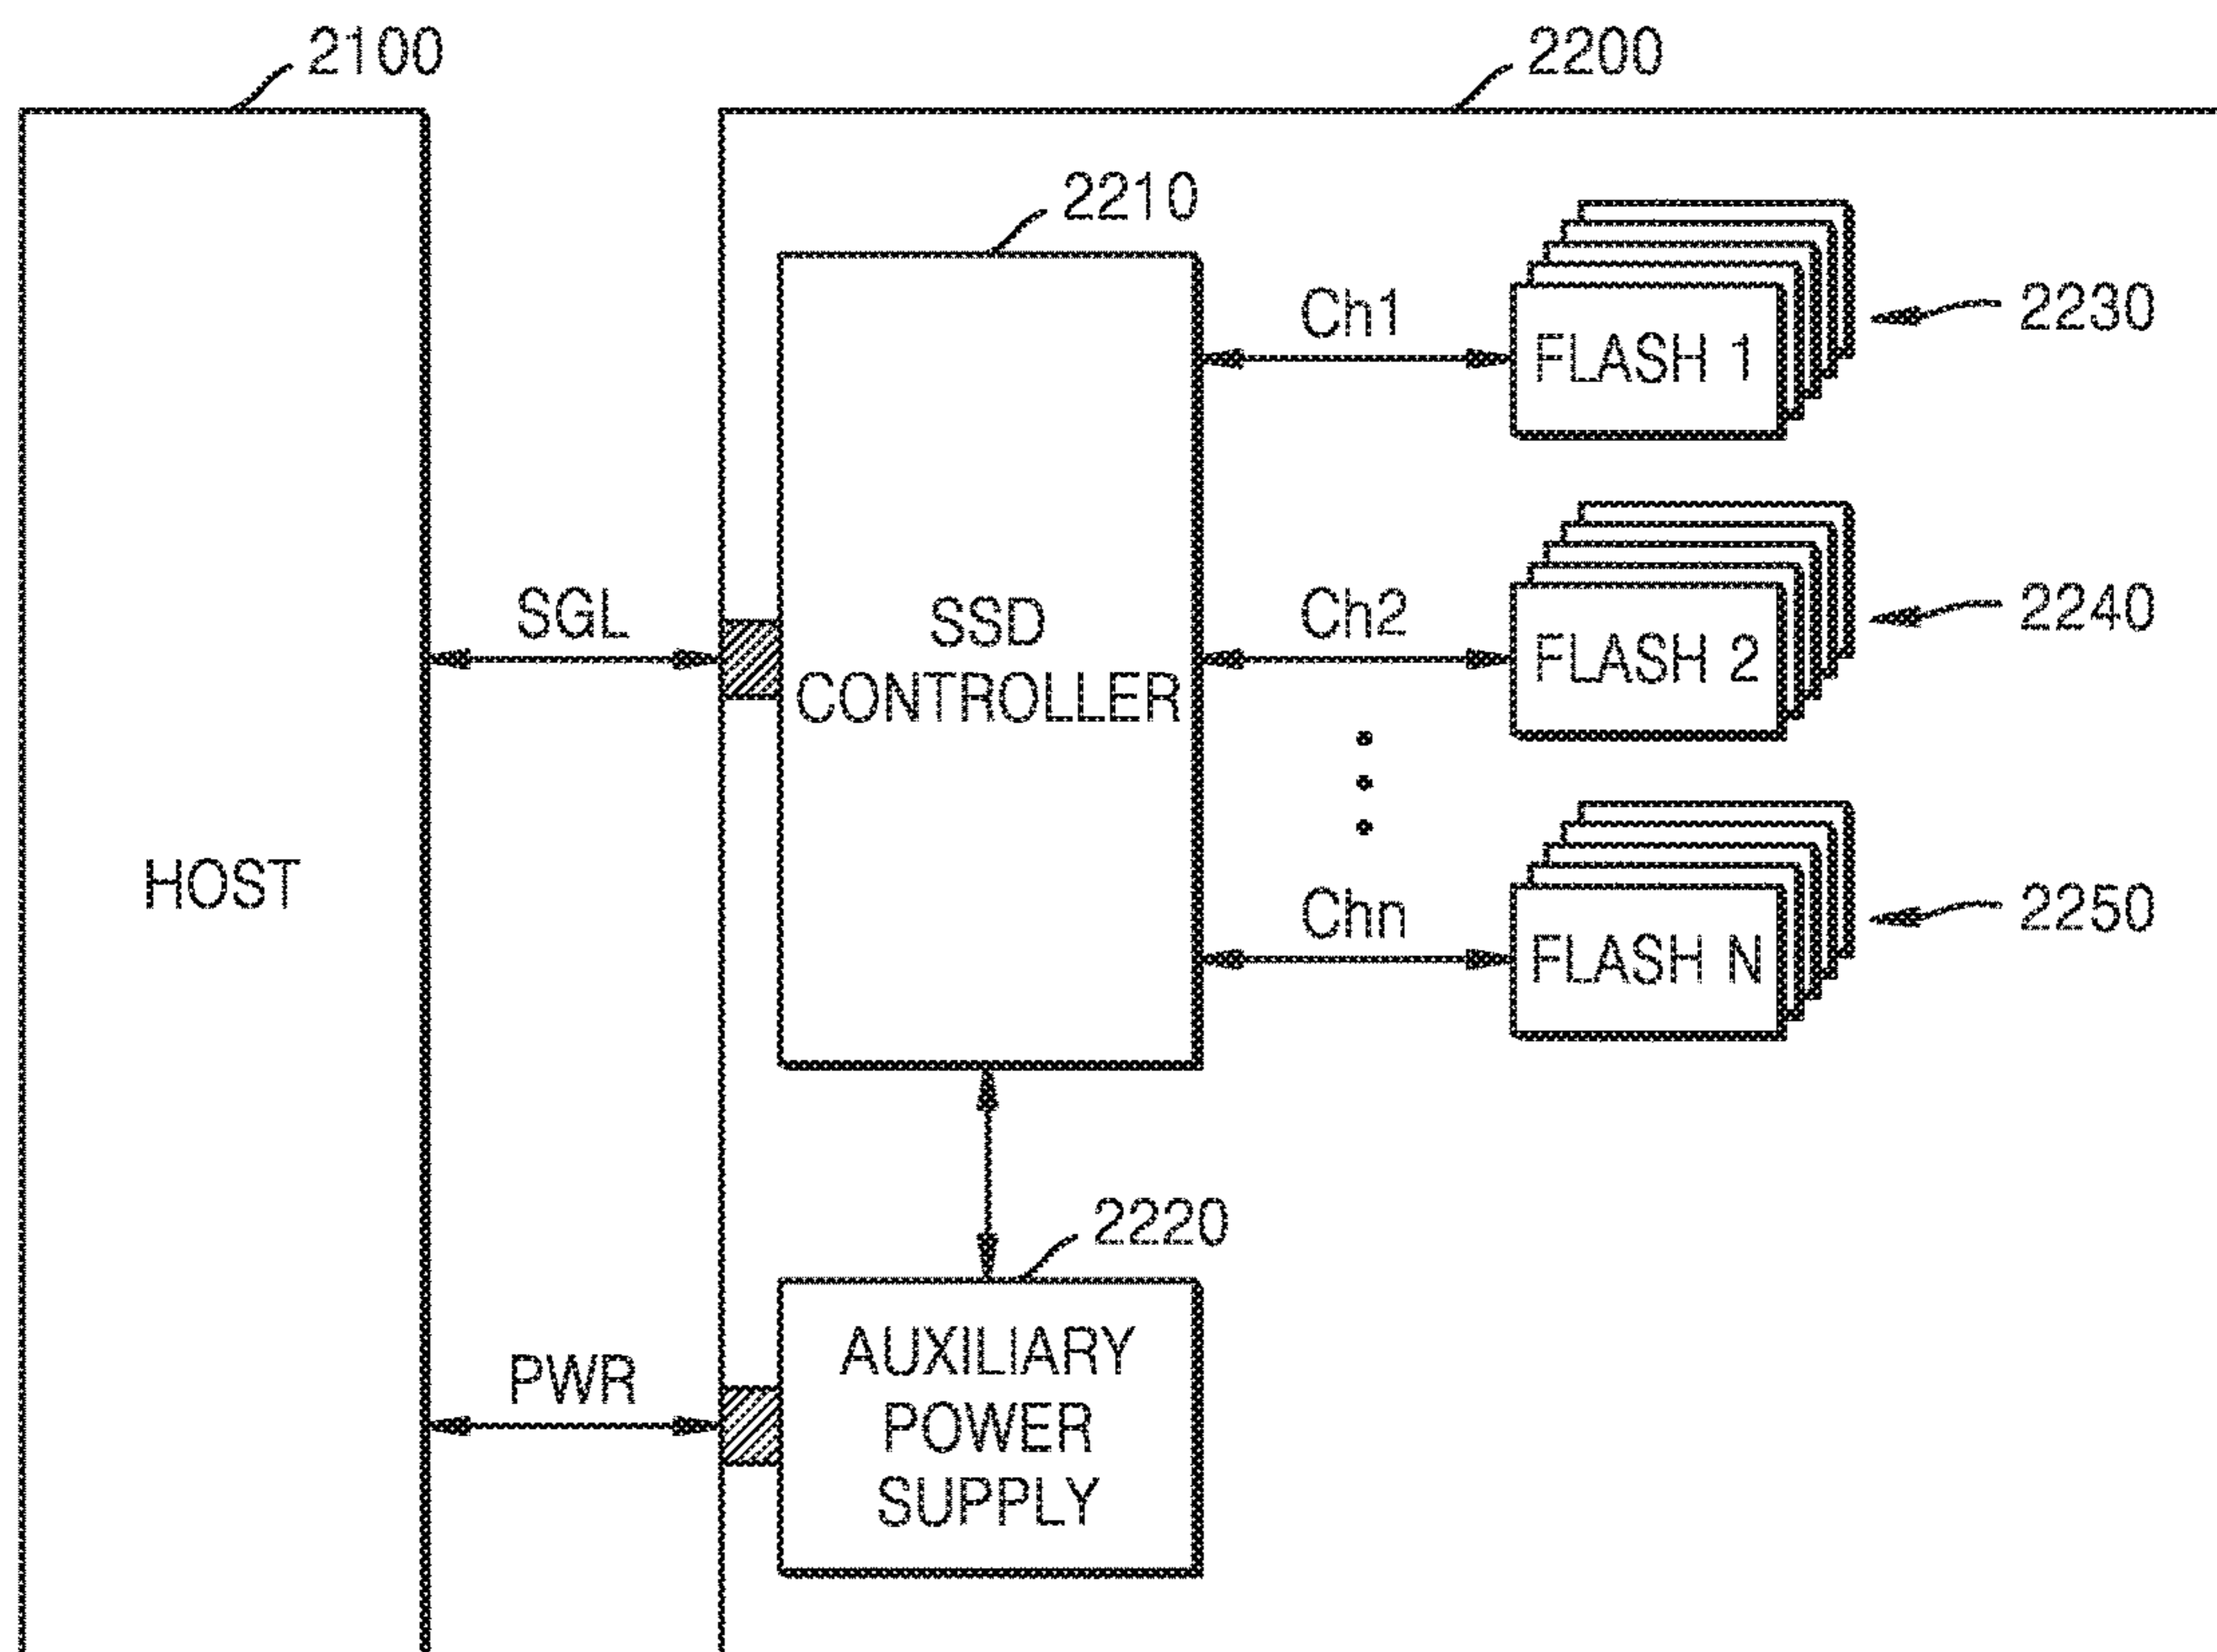 2100
2200
2210
Ch1
FLASH 1
2230
SGL
SSD
CONTROLLER
Ch2
FLASH 2
2240
HOST
Chn
FLASH N
2250
2220
PWR
AUXILIARY
POWER
SUPPLY